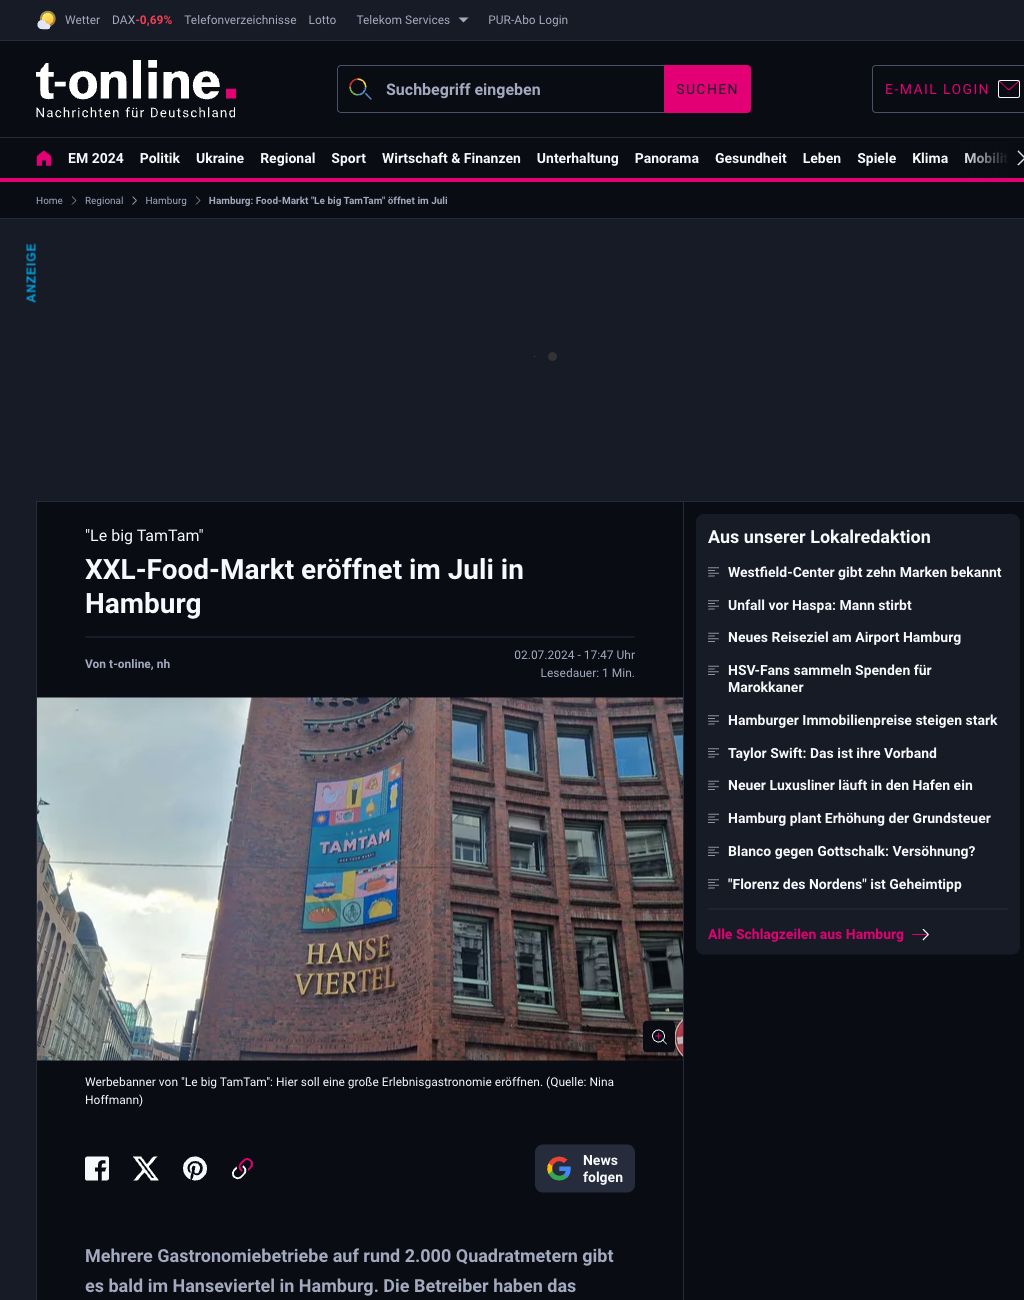 Wetter DAX-0,69% Telefonverzeichnisse Lotto Telekom Services PUR-Abo Login
t-online.
Nachrichten für Deutschland
Suchbegriff eingeben
SUCHEN
E-MAIL LOGIN
EM 2024 Politik Ukraine Regional Sport Wirtschaft & Finanzen Unterhaltung Panorama Gesundheit Leben Spiele Klima Mobilit
Home Regional Hamburg Hamburg: Food-Markt "Le big TamTam" öffnet im Juli
ANZEIGE
"Le big TamTam"
XXL-Food-Markt eröffnet im Juli in
Hamburg
Von t-online, nh
02.07.2024 - 17:47 Uhr
Lesedauer: 1 Min.
LE BIG
TAMTAM
HANSE
VIERTEL
Werbebanner von "Le big TamTam": Hier soll eine große Erlebnisgastronomie eröffnen. (Quelle: Nina
Hoffmann)
News
folgen
Mehrere Gastronomiebetriebe auf rund 2.000 Quadratmetern gibt
es bald im Hanseviertel in Hamburg. Die Betreiber haben das
Aus unserer Lokalredaktion
Westfield-Center gibt zehn Marken bekannt
Unfall vor Haspa: Mann stirbt
Neues Reiseziel am Airport Hamburg
HSV-Fans sammeln Spenden für
Marokkaner
Hamburger Immobilienpreise steigen stark
Taylor Swift: Das ist ihre Vorband
Neuer Luxusliner läuft in den Hafen ein
Hamburg plant Erhöhung der Grundsteuer
Blanco gegen Gottschalk: Versöhnung?
"Florenz des Nordens" ist Geheimtipp
Alle Schlagzeilen aus Hamburg